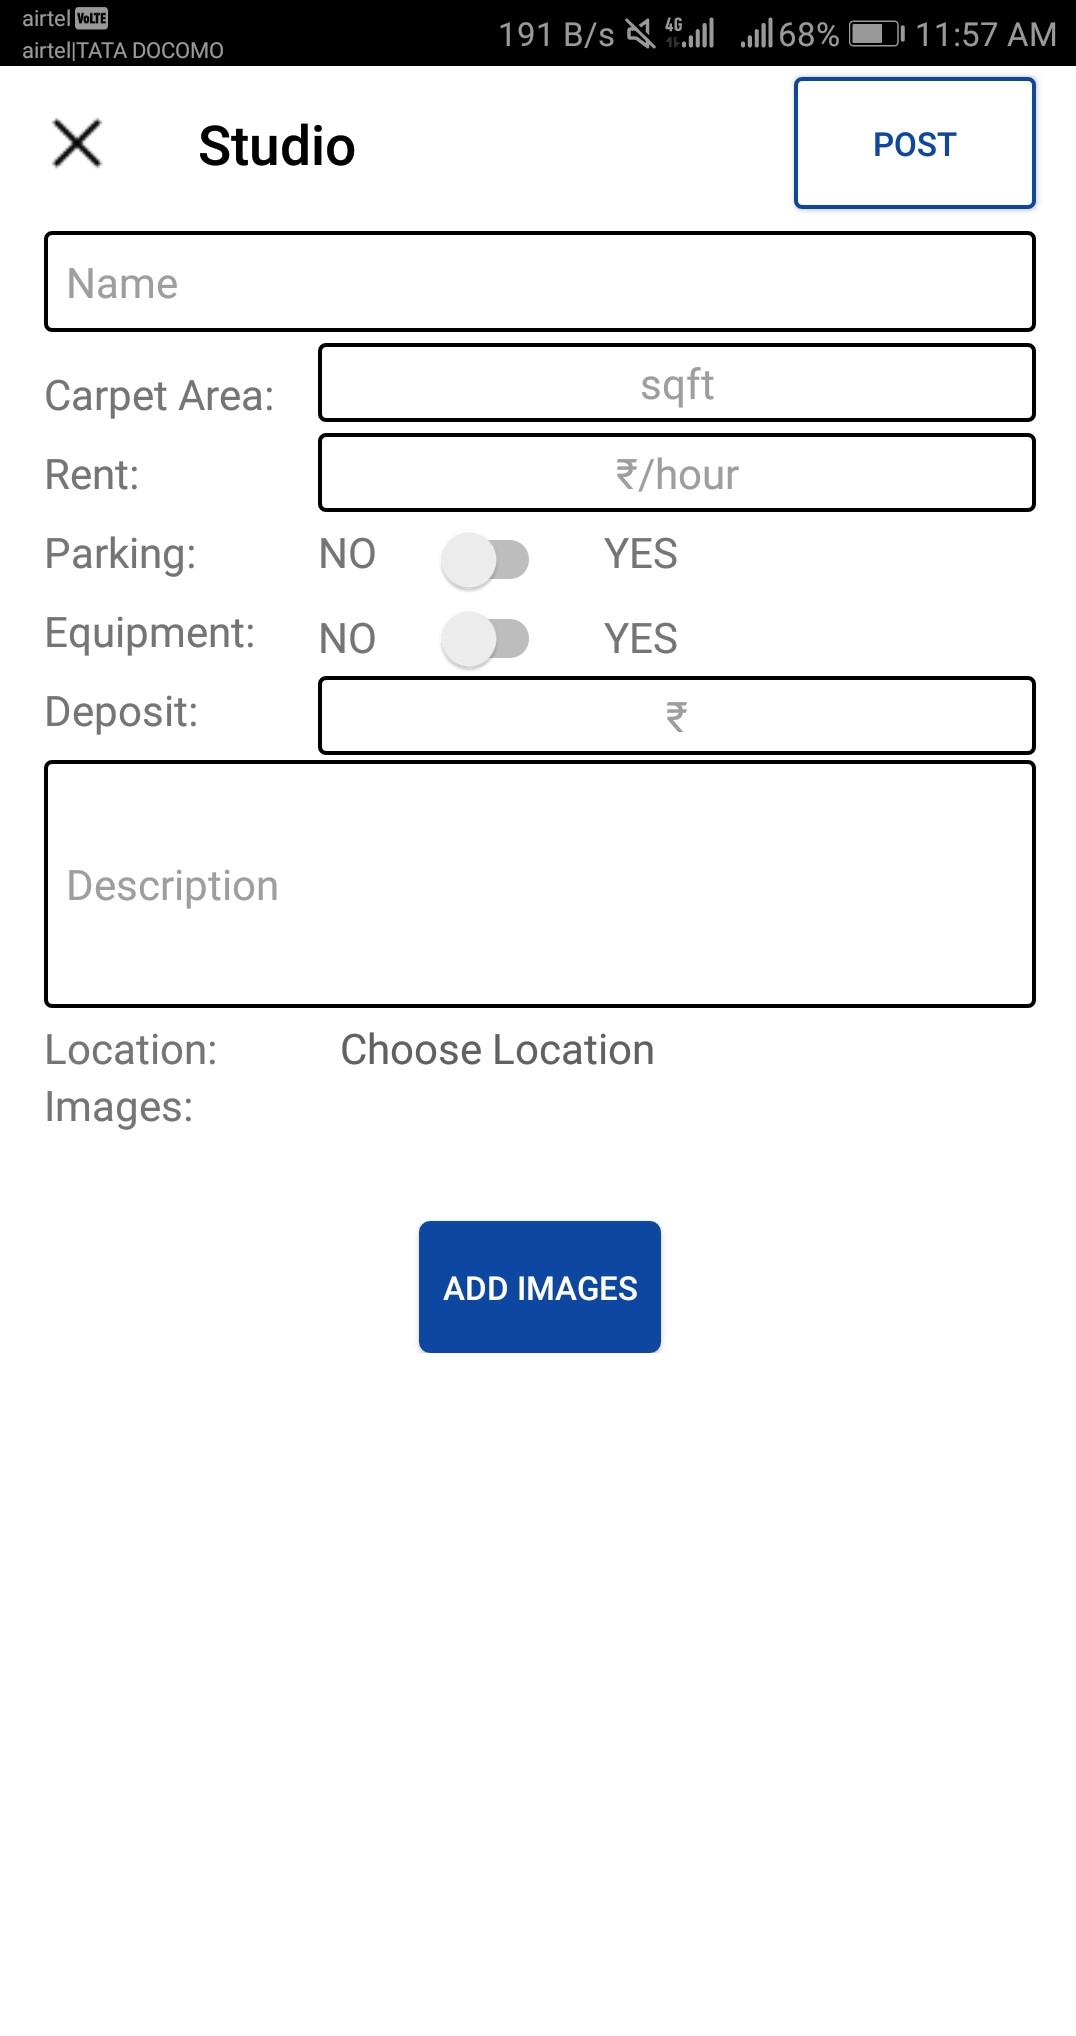 airtel VoLTE
airtel|TATA DOCOMO
191 B/s 4G 68% 11:57 AM
Studio
POST
Name
Carpet Area: sqft
Rent: ₹/hour
Parking: NO YES
Equipment: NO YES
Deposit: ₹
Description
Location: Choose Location
Images:
ADD IMAGES